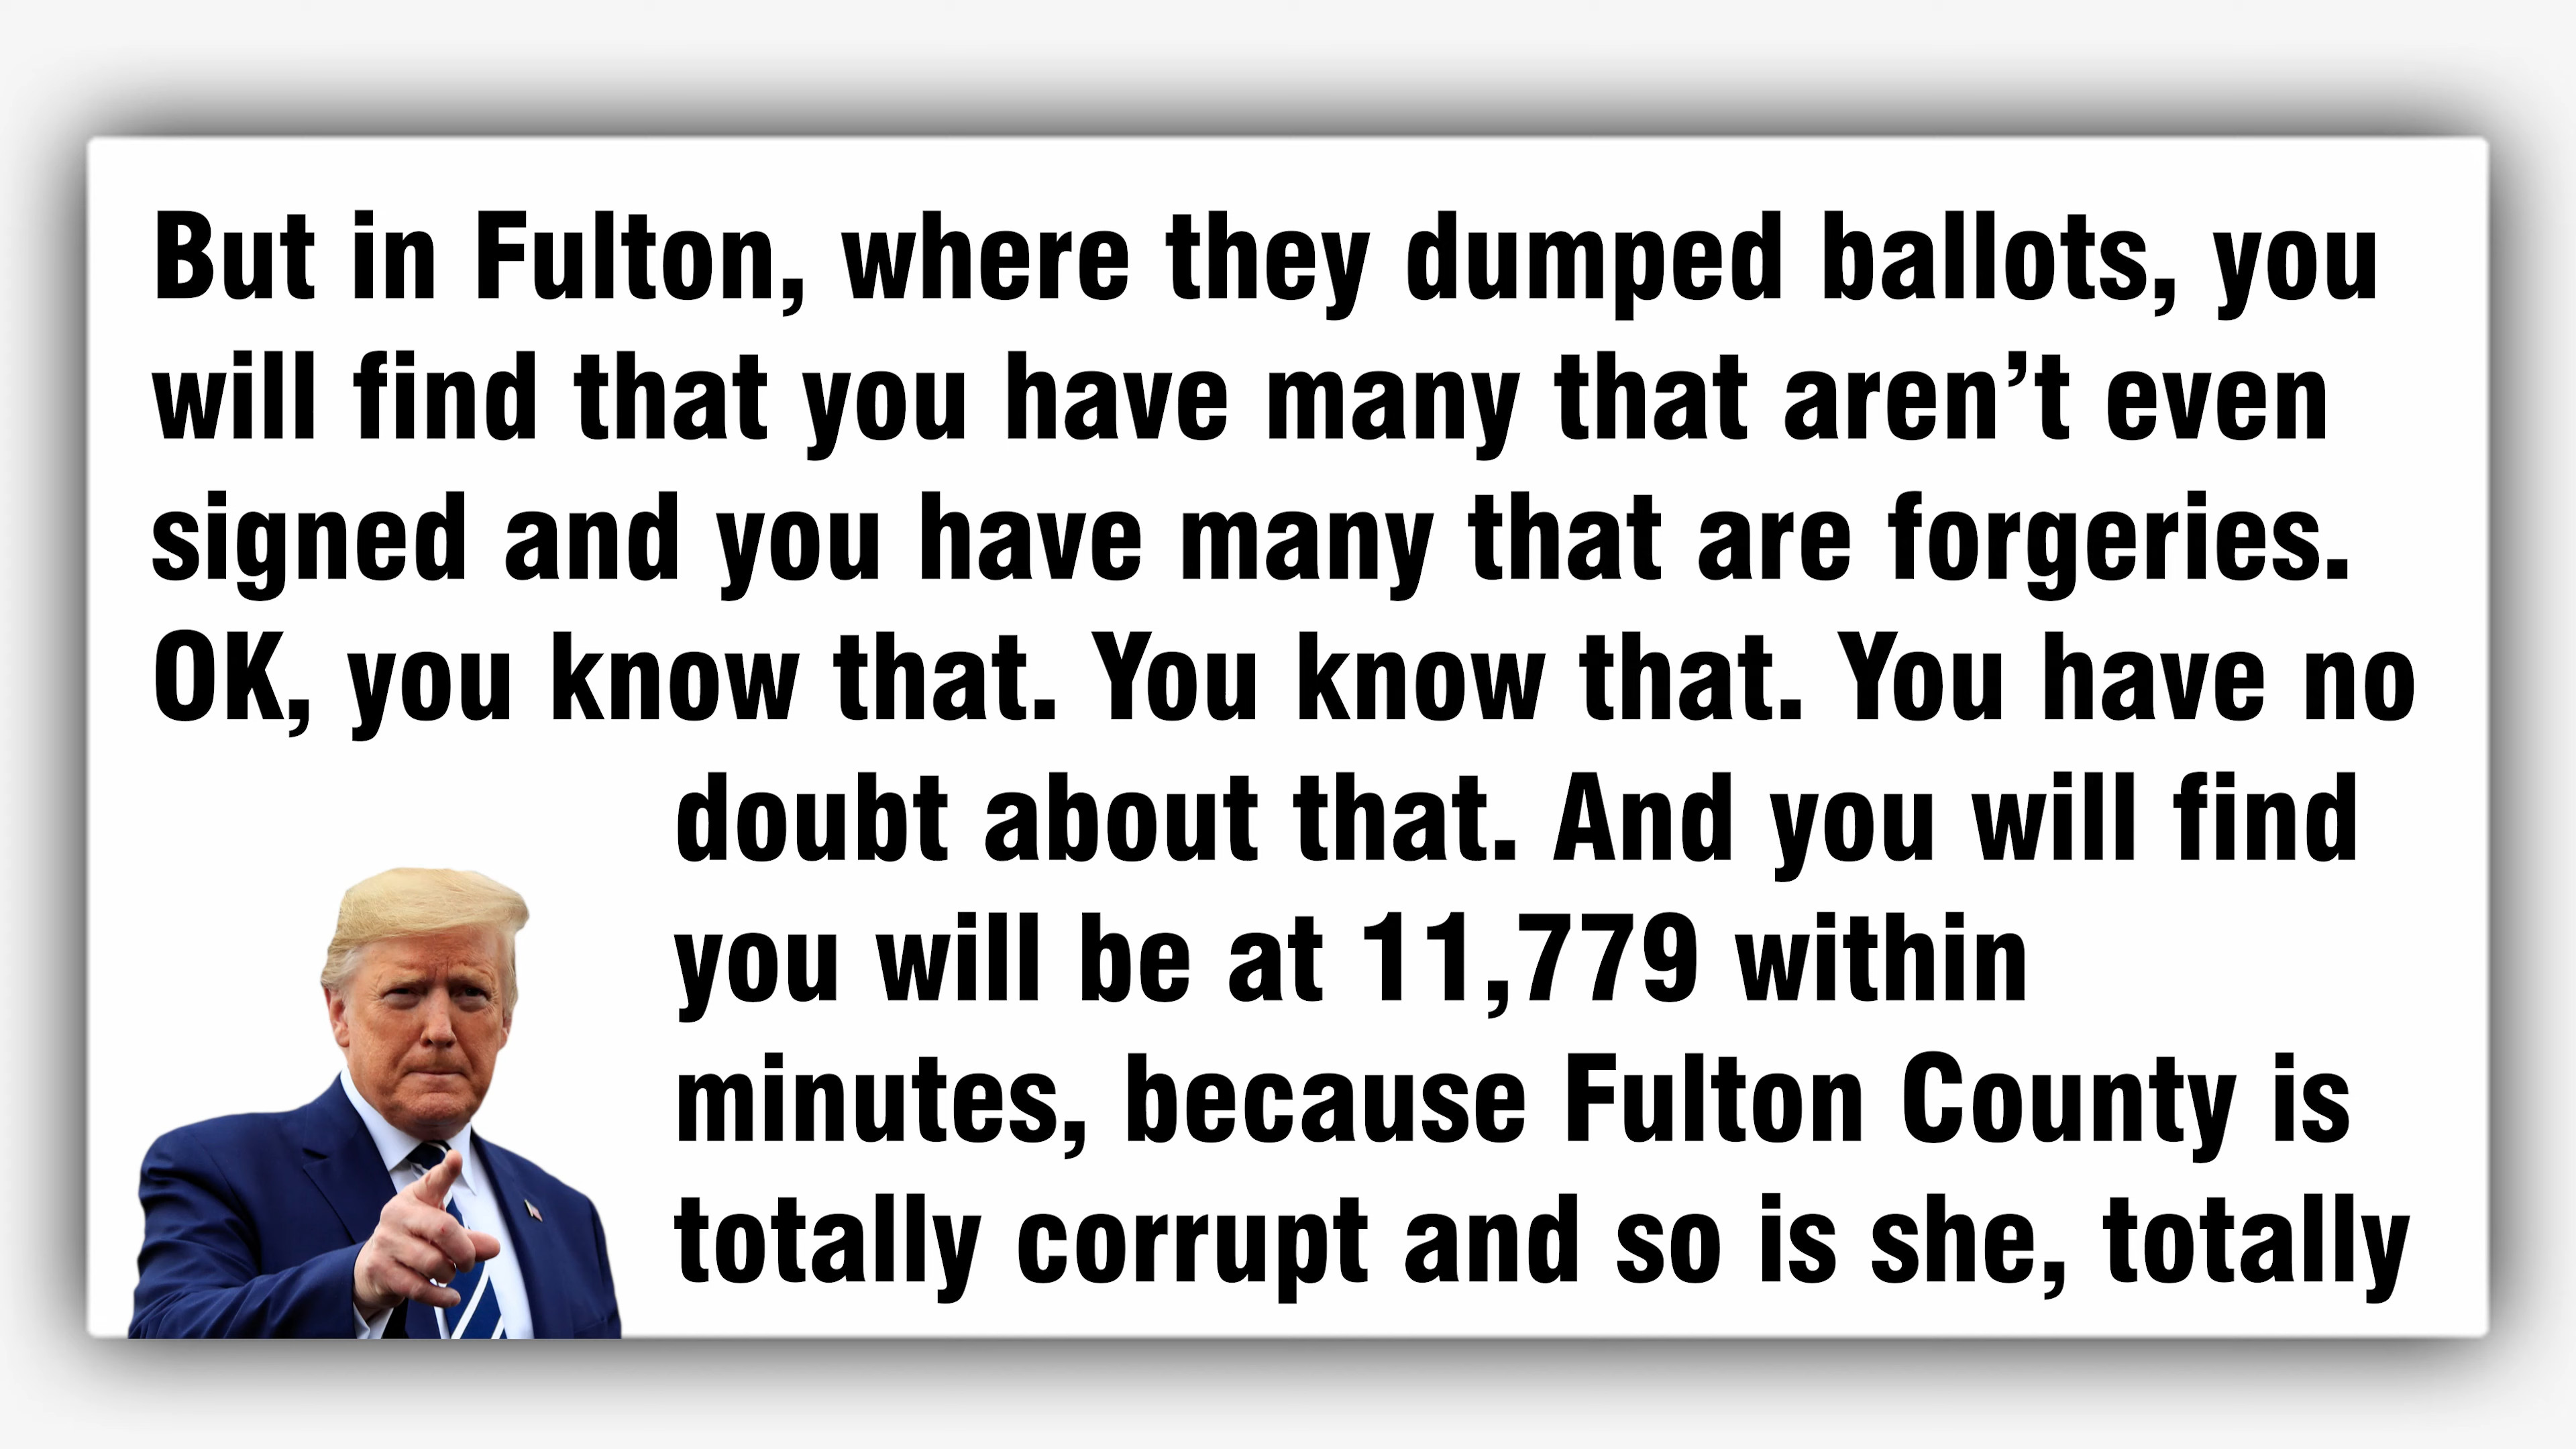 But in Fulton, where they dumped ballots, you
will find that you have many that aren’t even
signed and you have many that are forgeries.
OK, you know that. You know that. You have no
doubt about that. And you will find
you will be at 11,779 within
minutes, because Fulton County is
totally corrupt and so is she, totally